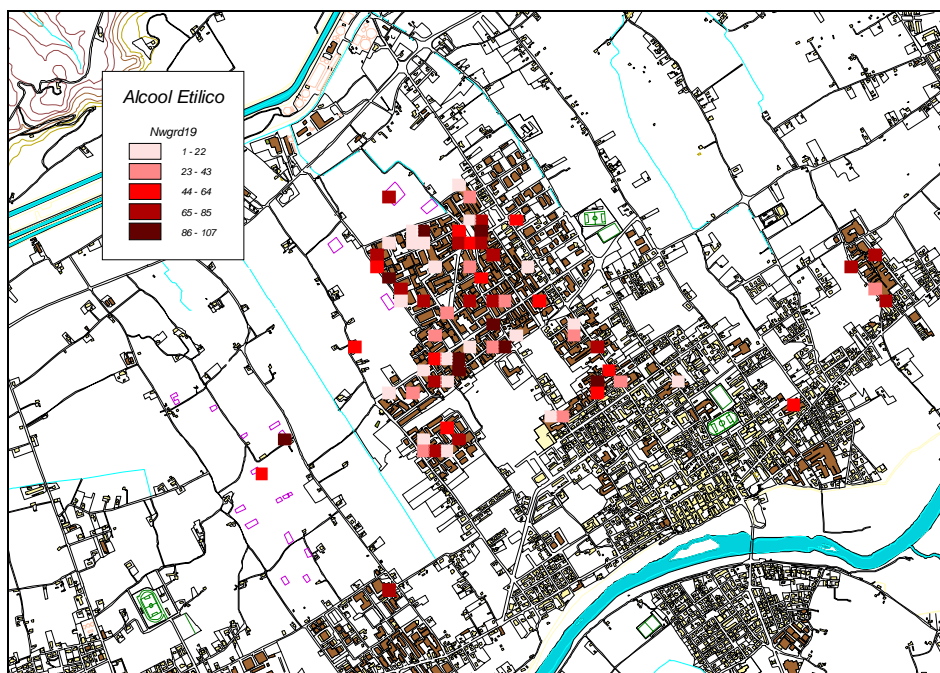 Alcool Etilico
Nwgrd19
1 - 22
23 - 43
44 - 64
65 - 85
86 - 107